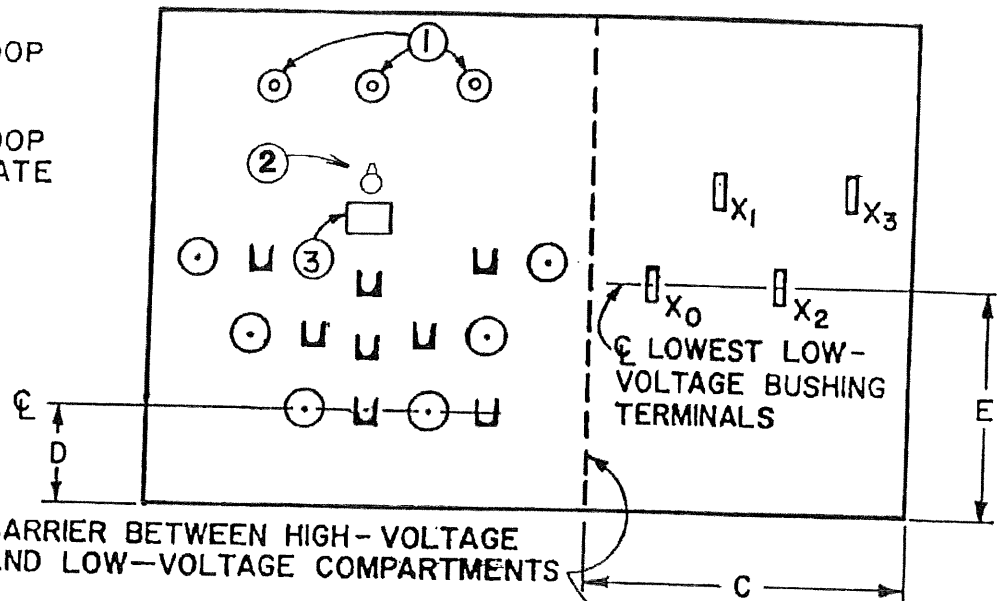 OOP
OOP
ATE
1
2
3
X1
X3
X0
X2
℄ LOWEST LOW-
VOLTAGE BUSHING
TERMINALS
℄
D
E
BARRIER BETWEEN HIGH-VOLTAGE
AND LOW-VOLTAGE COMPARTMENTS
C